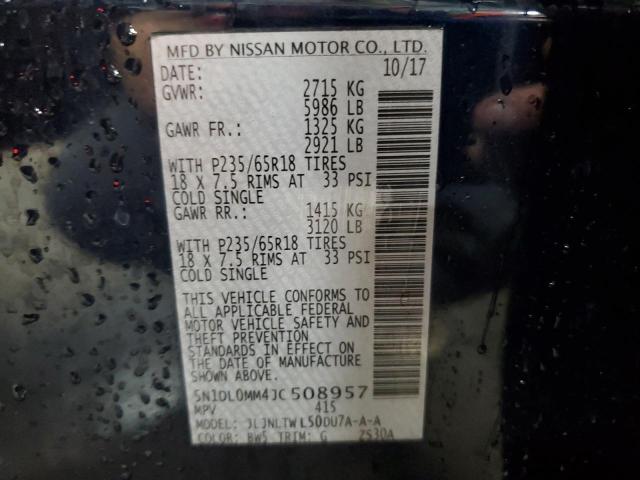 MFD BY NISSAN MOTOR CO., LTD.
DATE: 10/17
GVWR: 2715 KG
5986 LB
GAWR FR.: 1325 KG
2921 LB
WITH P235/65R18 TIRES
18 X 7.5 RIMS AT 33 PSI
COLD SINGLE
GAWR RR.: 1415 KG
3120 LB
WITH P235/65R18 TIRES
18 X 7.5 RIMS AT 33 PSI
COLD SINGLE
THIS VEHICLE CONFORMS TO
ALL APPLICABLE FEDERAL
MOTOR VEHICLE SAFETY AND
THEFT PREVENTION
STANDARDS IN EFFECT ON
THE DATE OF MANUFACTURE
SHOWN ABOVE.
5N1DL0MM4JC508957
MPV 415
MODEL: JLJNLTWL50DU7A-A-A
COLOR: BW5 TRIM: G ZS30A